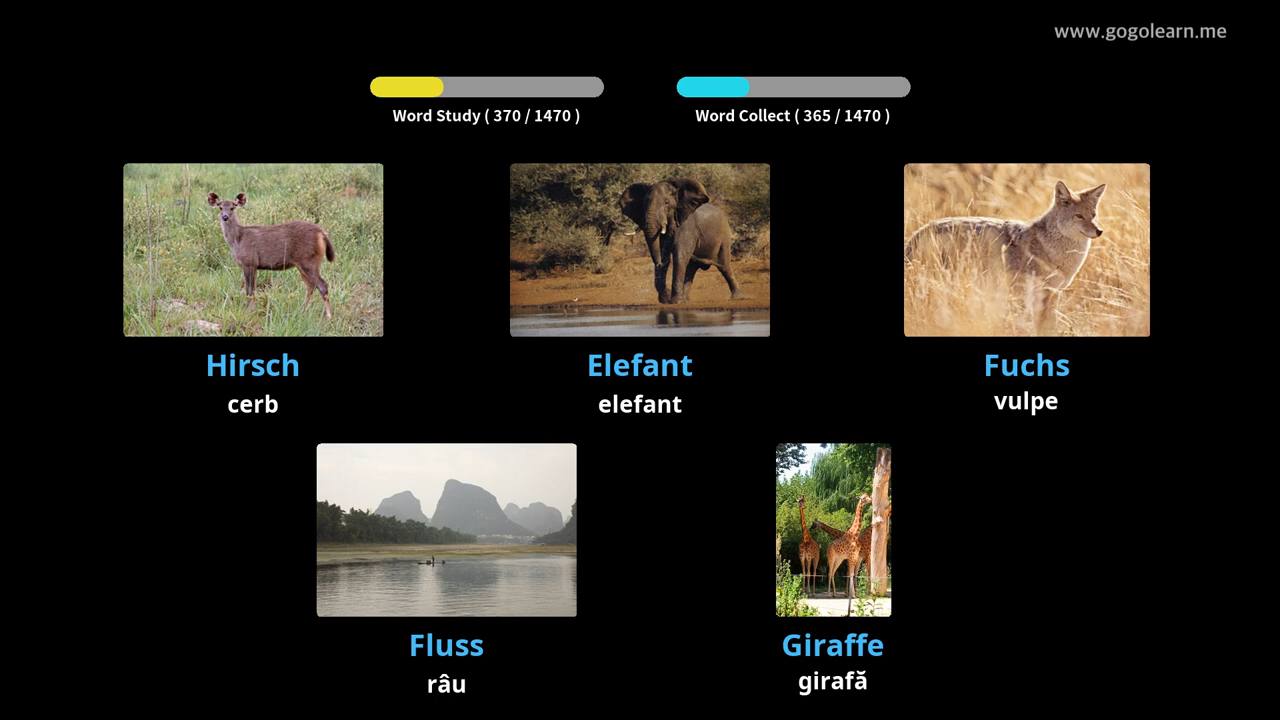 www.gogolearn.me
Word Study ( 370 / 1470 )
Word Collect ( 365 / 1470 )
Hirsch
cerb
Elefant
elefant
Fuchs
vulpe
Fluss
râu
Giraffe
girafă